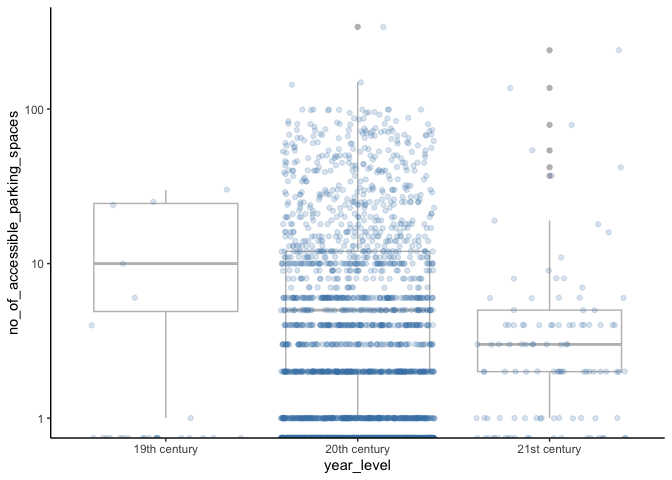 100
10
1
no_of_accessible_parking_spaces
19th century
20th century
21st century
year_level